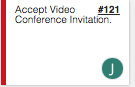 Accept Video #121
Conference Invitation.
J